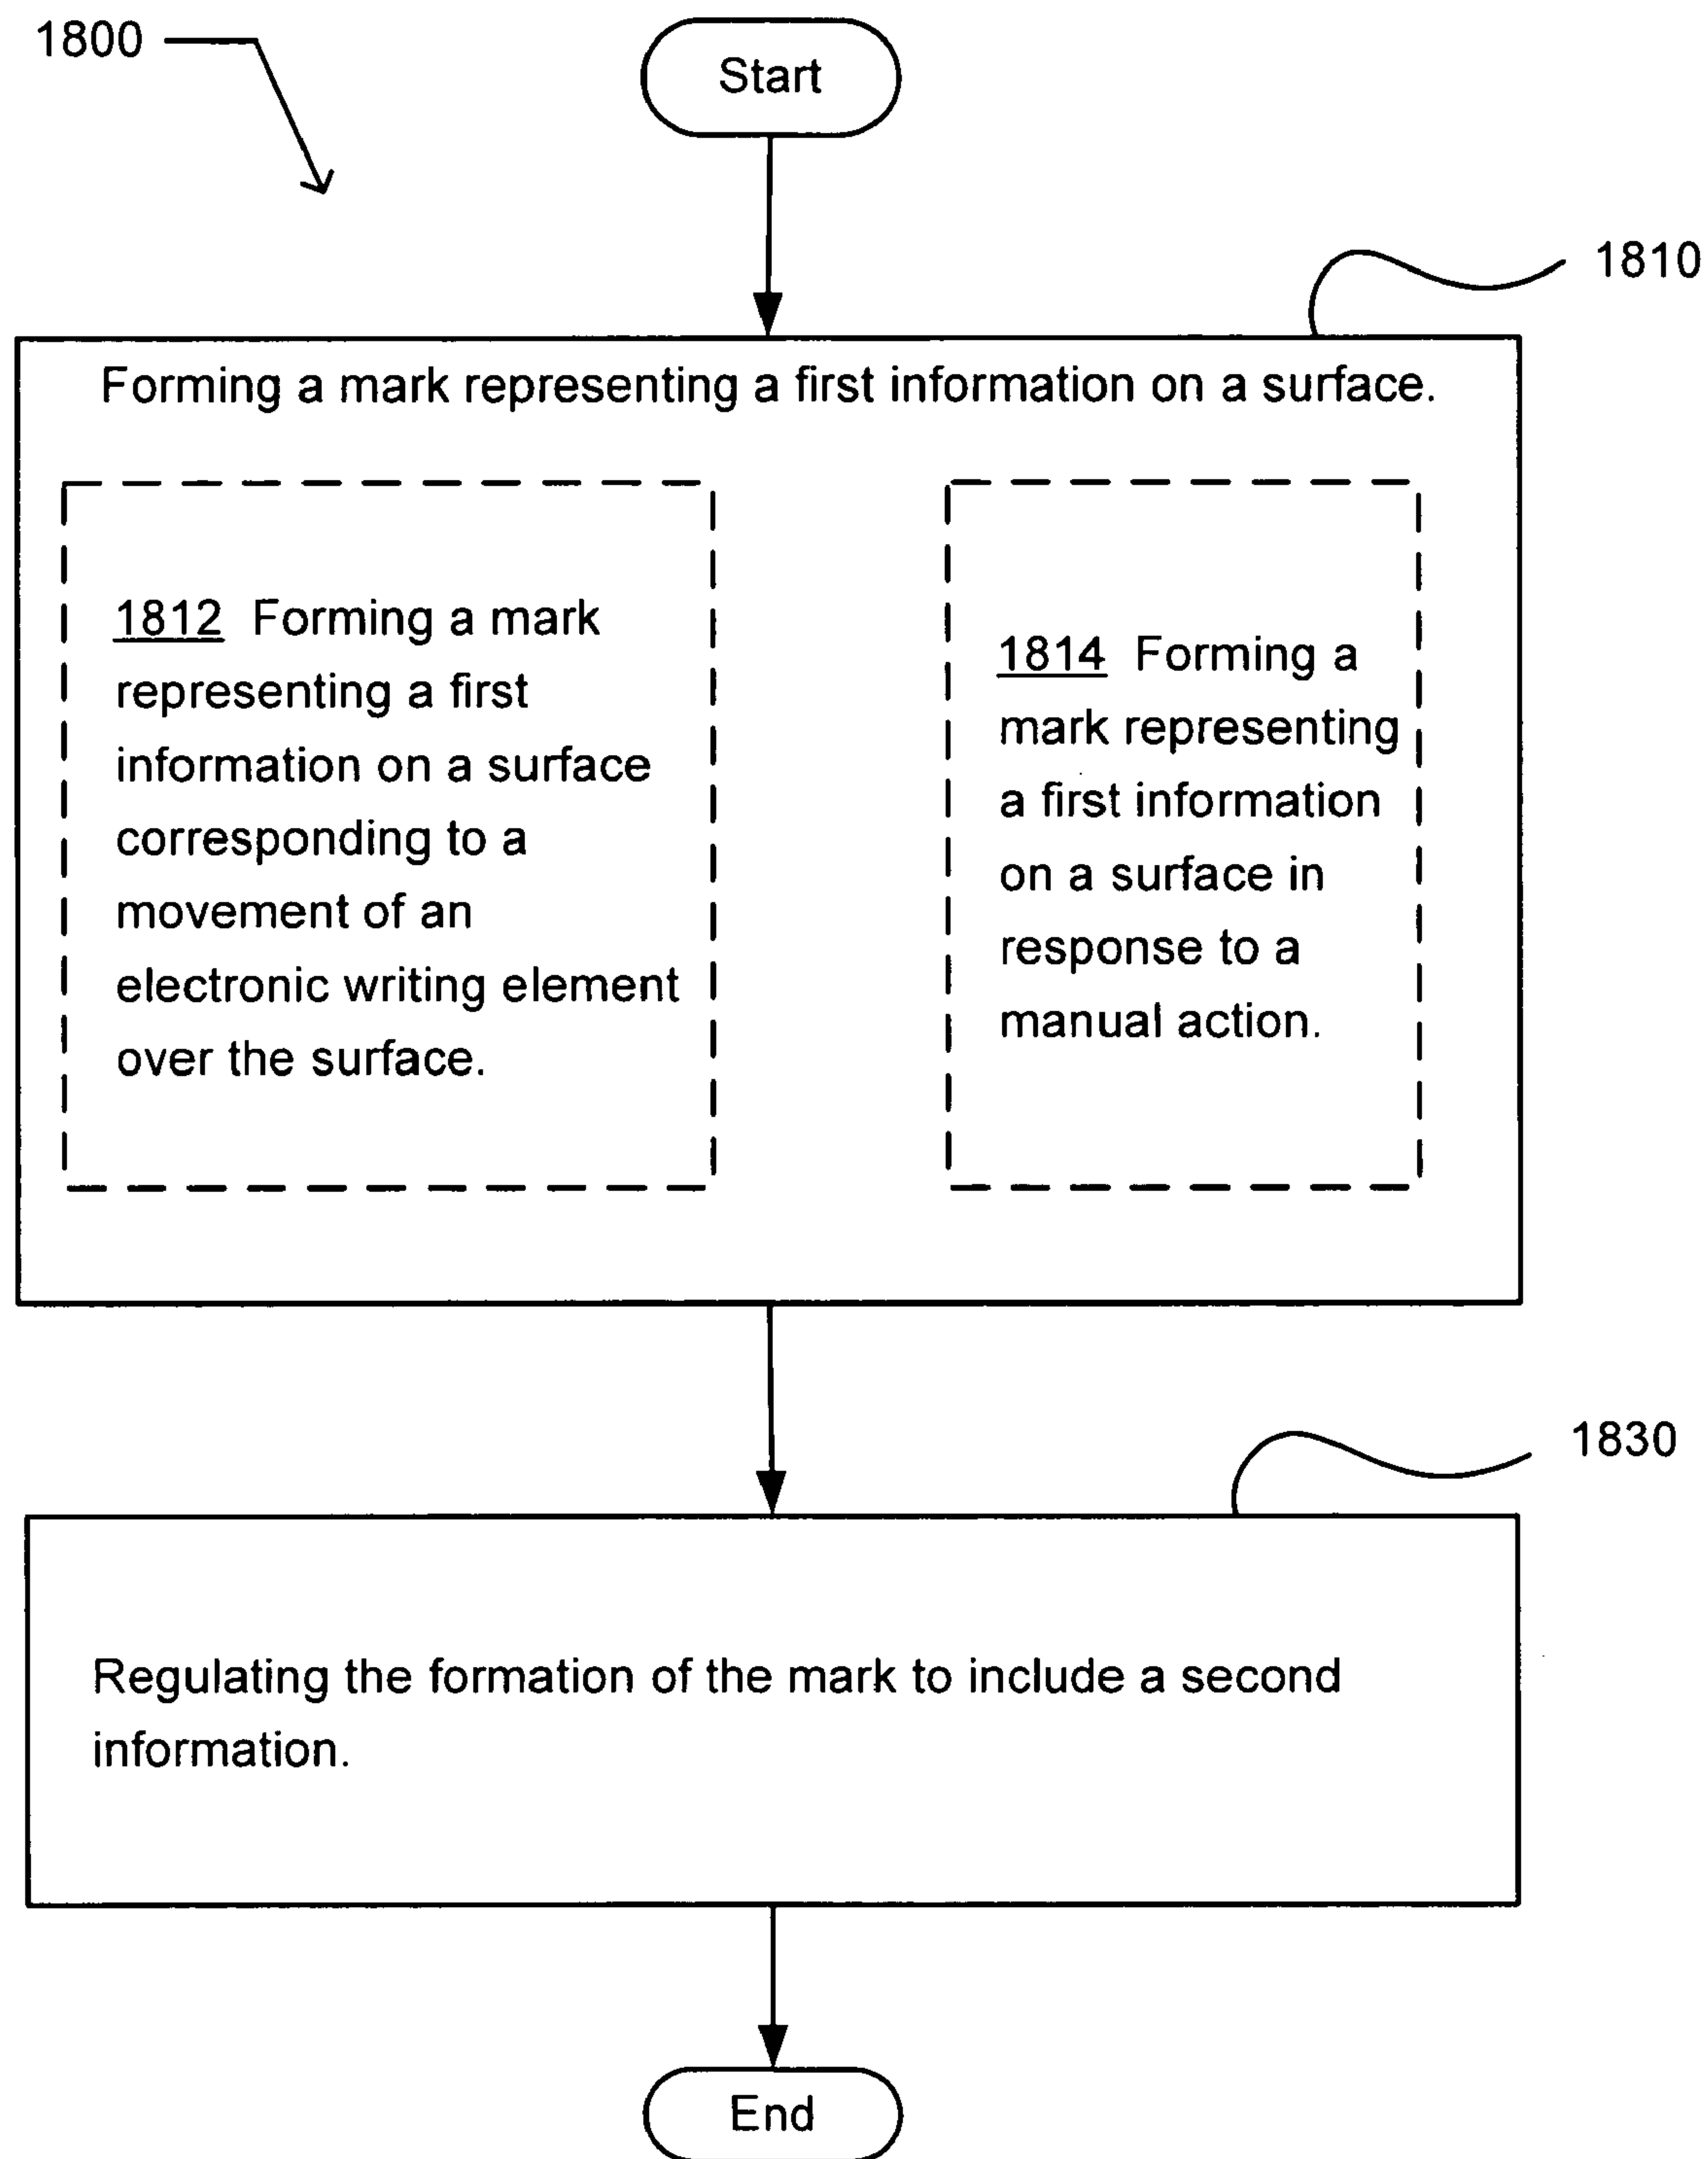 1800
Start
1810
Forming a mark representing a first information on a surface.
1812 Forming a mark
representing a first
information on a surface
corresponding to a
movement of an
electronic writing element
over the surface.
1814 Forming a
mark representing
a first information
on a surface in
response to a
manual action.
1830
Regulating the formation of the mark to include a second
information.
End